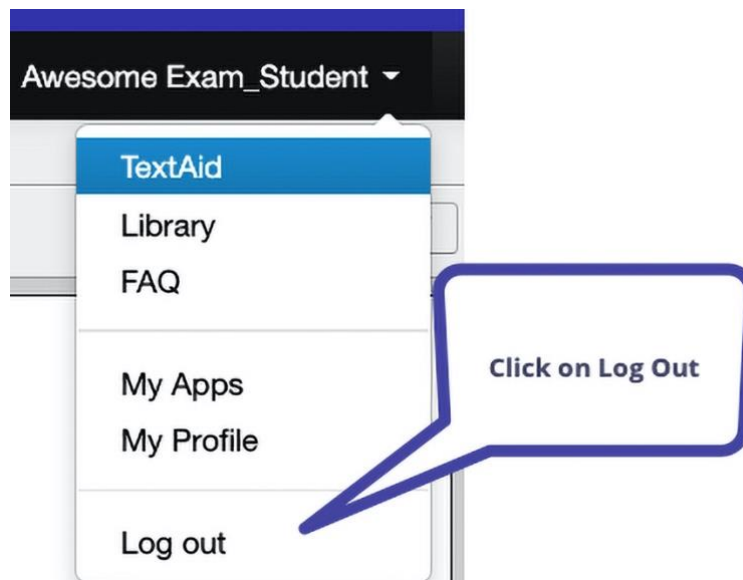 Awesome Exam_Student
TextAid
Library
FAQ
My Apps
My Profile
Log out
Click on Log Out